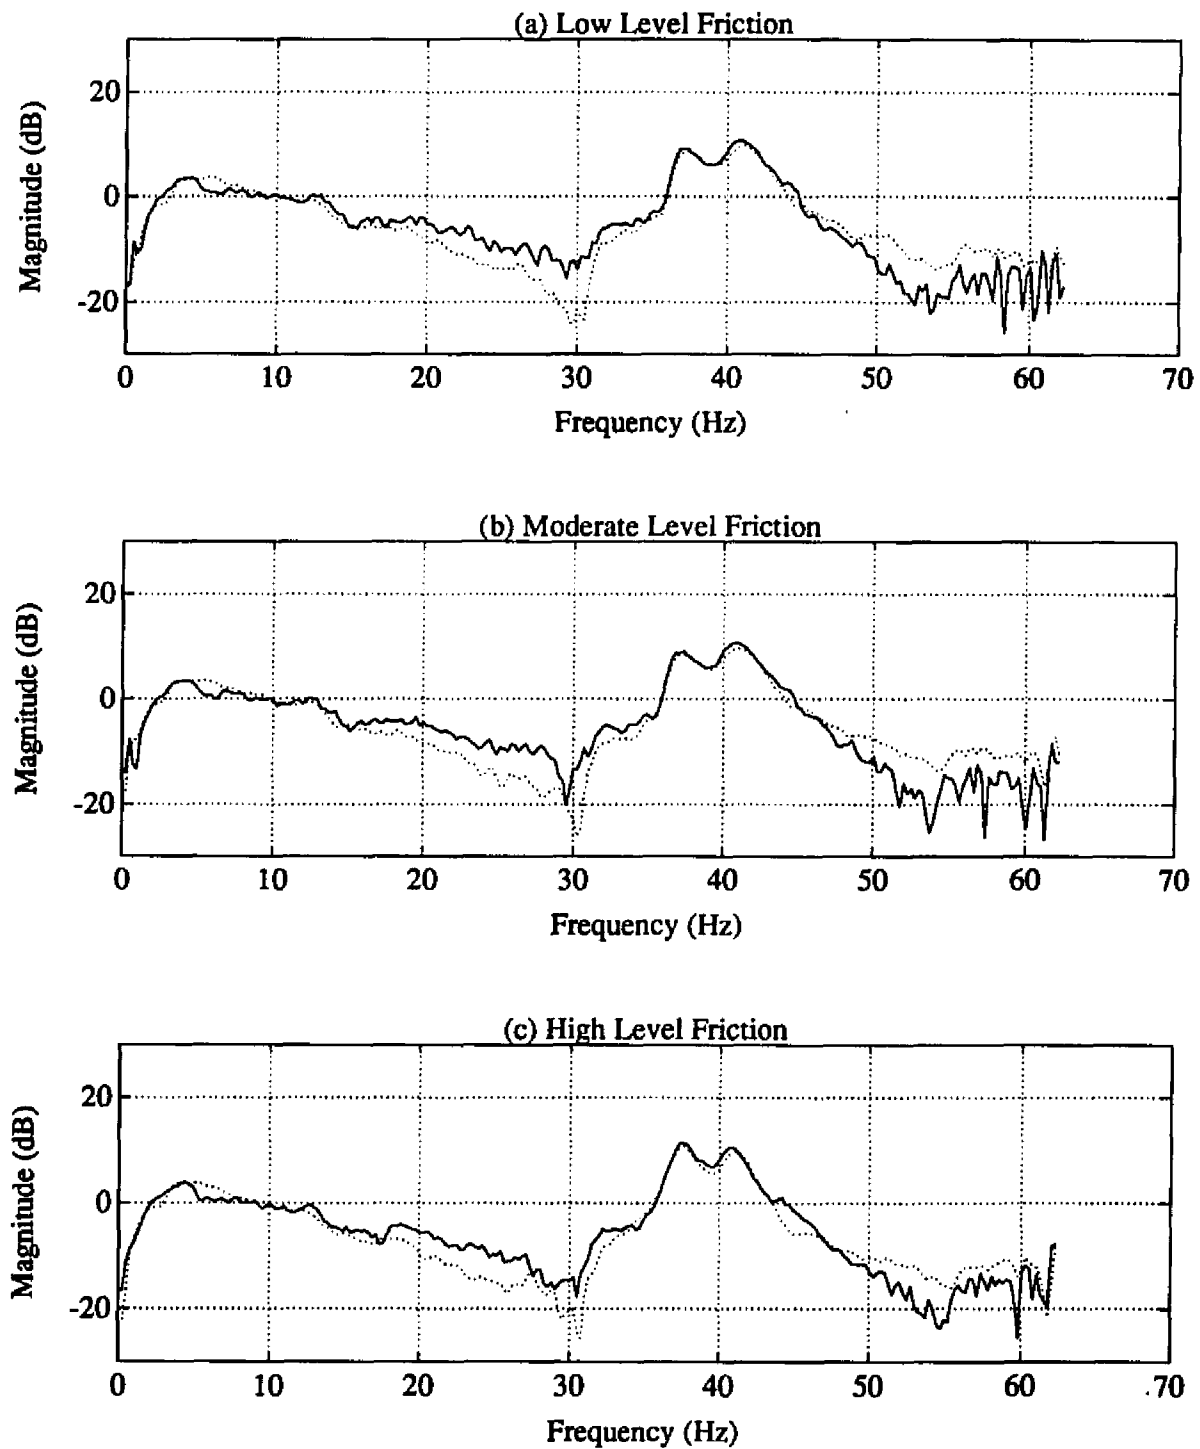 (a) Low Level Friction
20
0
-20
Magnitude (dB)
0 10 20 30 40 50 60 70
Frequency (Hz)
(b) Moderate Level Friction
20
0
-20
Magnitude (dB)
0 10 20 30 40 50 60 70
Frequency (Hz)
(c) High Level Friction
20
0
-20
Magnitude (dB)
0 10 20 30 40 50 60 70
Frequency (Hz)